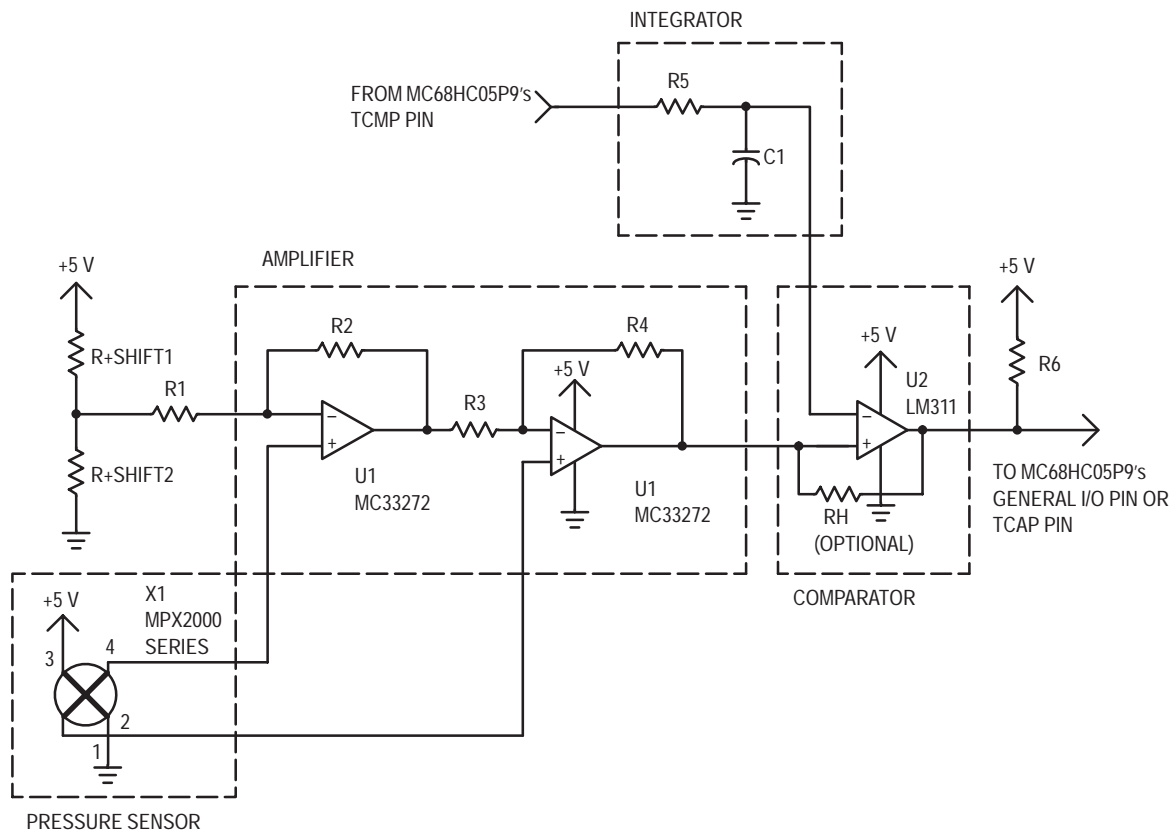 INTEGRATOR
R5
FROM MC68HC05P9's
TCMP PIN
C1
+5 V
AMPLIFIER
+5 V
R2
R4
R+SHIFT1
R1
+5 V
+5 V
R6
R3
U2
LM311
−
+
−
+
−
+
R+SHIFT2
U1
MC33272
U1
MC33272
RH
(OPTIONAL)
TO MC68HC05P9's
GENERAL I/O PIN OR
TCAP PIN
COMPARATOR
+5 V
X1
MPX2000
SERIES
3
4
2
1
PRESSURE SENSOR